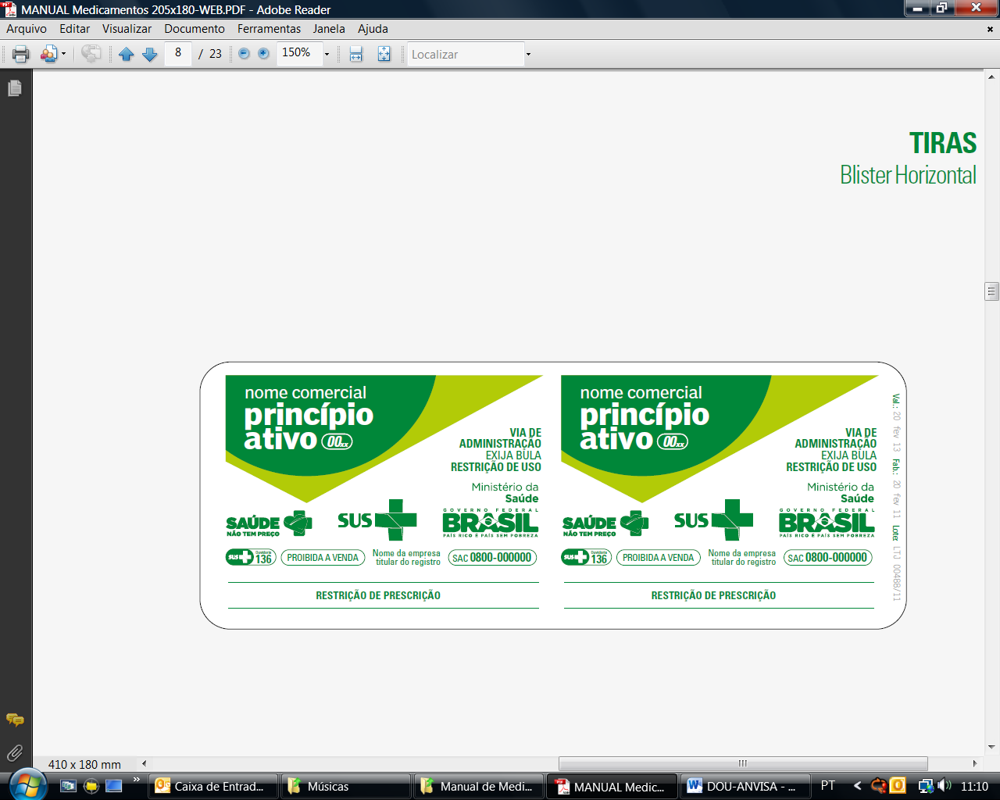 MANUAL Medicamentos 205x180-WEB.PDF - Adobe Reader
Arquivo Editar Visualizar Documento Ferramentas Janela Ajuda
8 / 23 150% Localizar
TIRAS
Blister Horizontal
nome comercial
princípio
ativo 00xx
VIA DE
ADMINISTRAÇÃO
EXIJA BULA
RESTRIÇÃO DE USO
Ministério da
Saúde
SAÚDE
NÃO TEM PREÇO
SUS
GOVERNO FEDERAL
BRASIL
PAÍS RICO É PAÍS SEM POBREZA
SUS Ouvidoria 136
PROIBIDA A VENDA
Nome da empresa
titular do registro
SAC 0800-000000
RESTRIÇÃO DE PRESCRIÇÃO
nome comercial
princípio
ativo 00xx
VIA DE
ADMINISTRAÇÃO
EXIJA BULA
RESTRIÇÃO DE USO
Ministério da
Saúde
SAÚDE
NÃO TEM PREÇO
SUS
GOVERNO FEDERAL
BRASIL
PAÍS RICO É PAÍS SEM POBREZA
SUS Ouvidoria 136
PROIBIDA A VENDA
Nome da empresa
titular do registro
SAC 0800-000000
RESTRIÇÃO DE PRESCRIÇÃO
Val.: 20 fev 13 Fab.: 20 fev 11 Lote: LTJ 00488/11
410 x 180 mm
Caixa de Entrad... Músicas Manual de Medi... MANUAL Medic... DOU-ANVISA - ... PT 11:10